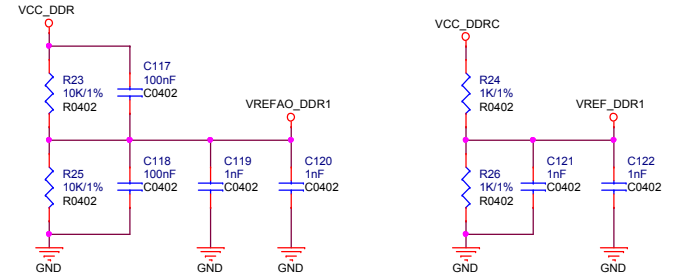 VCC_DDR
VCC_DDRC
C117
100nF
C0402
R23
10K/1%
R0402
VREFAO_DDR1
R24
1K/1%
R0402
VREF_DDR1
R25
10K/1%
R0402
C118
100nF
C0402
C119
1nF
C0402
C120
1nF
C0402
R26
1K/1%
R0402
C121
1nF
C0402
C122
1nF
C0402
GND
GND
GND
GND
GND